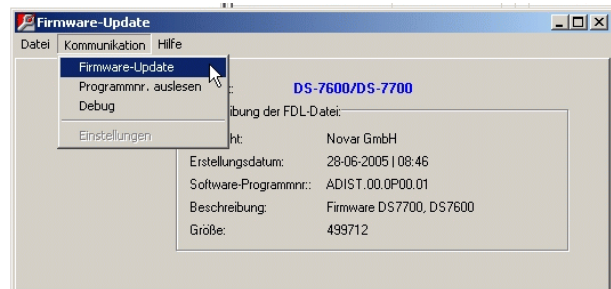 Firmware-Update
Datei Kommunikation Hilfe
Firmware-Update
Programmnr. auslesen
Debug
Einstellungen
DS-7600/DS-7700
ibung der FDL-Datei:
ht: Novar GmbH
Erstellungsdatum: 28-06-2005 | 08:46
Software-Programmnr.: ADIST.00.0P00.01
Beschreibung: Firmware DS7700, DS7600
Größe: 499712